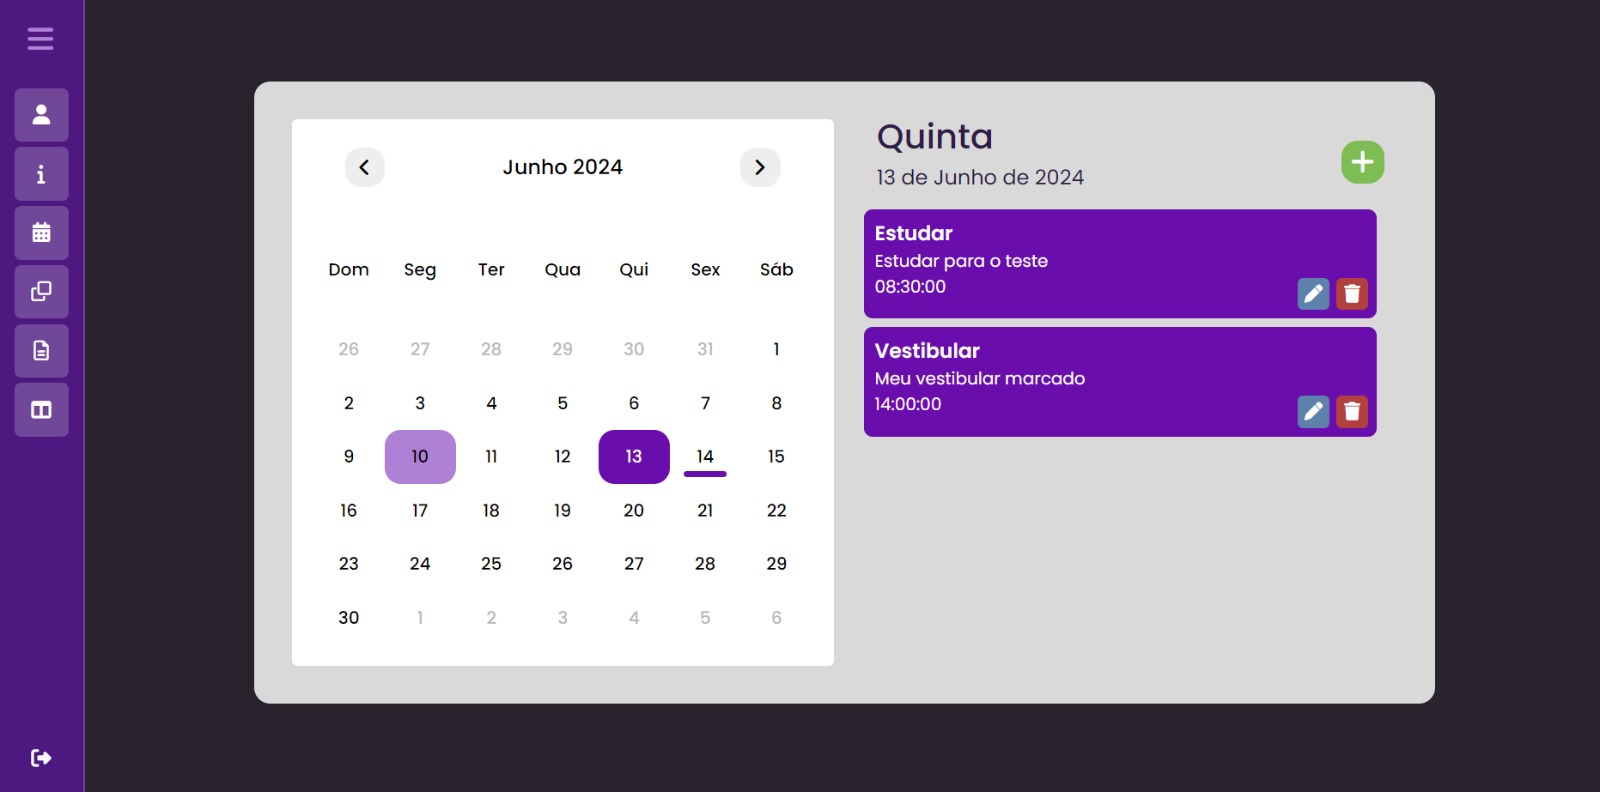 Junho 2024
Dom Seg Ter Qua Qui Sex Sáb
26 27 28 29 30 31 1
2 3 4 5 6 7 8
9 10 11 12 13 14 15
16 17 18 19 20 21 22
23 24 25 26 27 28 29
30 1 2 3 4 5 6
Quinta
13 de Junho de 2024
Estudar
Estudar para o teste
08:30:00
Vestibular
Meu vestibular marcado
14:00:00